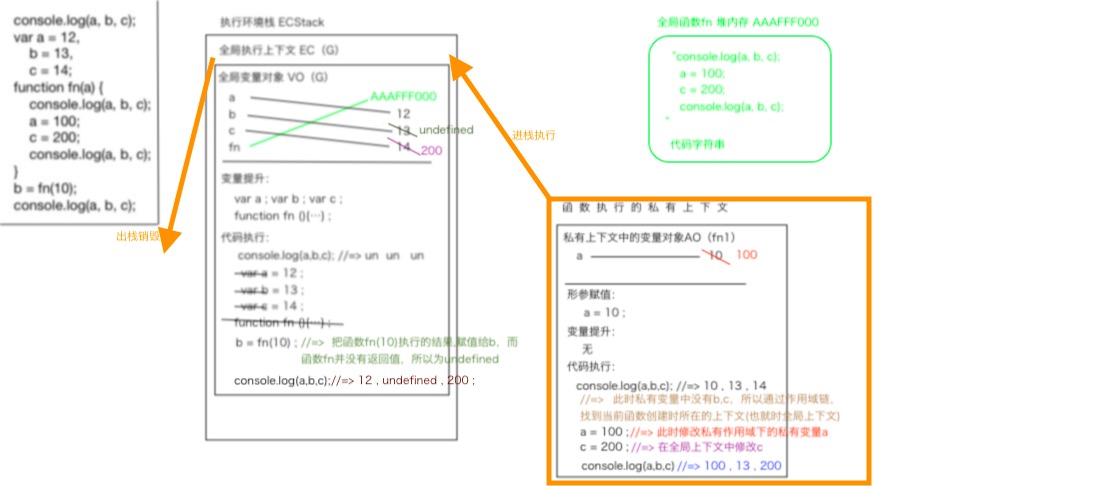 console.log(a, b, c);
var a = 12,
b = 13,
c = 14;
function fn(a) {
console.log(a, b, c);
a = 100;
c = 200;
console.log(a, b, c);
}
b = fn(10);
console.log(a, b, c);
出栈销毁
执行环境栈 ECStack
全局执行上下文 EC（G）
全局变量对象 VO（G）
a
b
c
fn
AAAFFF000
12
13 undefined
14 200
变量提升：
var a ; var b ; var c ;
function fn (){…} ;
代码执行：
console.log(a,b,c); //=> un un un
var a = 12 ;
var b = 13 ;
var c = 14 ;
function fn (){…} ;
b = fn(10) ; //=> 把函数fn(10)执行的结果,赋值给b，而
函数fn并没有返回值，所以为undefined
console.log(a,b,c);//=> 12 , undefined , 200 ;
进栈执行
全局函数fn 堆内存 AAAFFF000
"console.log(a, b, c);
a = 100;
c = 200;
console.log(a, b, c);
"
代码字符串
函 数 执 行 的 私 有 上 下 文
私有上下文中的变量对象AO（fn1）
a 10 100
形参赋值：
a = 10 ;
变量提升：
无
代码执行：
console.log(a,b,c); //=> 10 , 13 , 14
//=> 此时私有变量中没有b,c，所以通过作用域链，
找到当前函数创建时所在的上下文(也就时全局上下文)
a = 100 ;//=> 此时修改私有作用域下的私有变量a
c = 200 ;//=> 在全局上下文中修改c
console.log(a,b,c) //=> 100 , 13 , 200